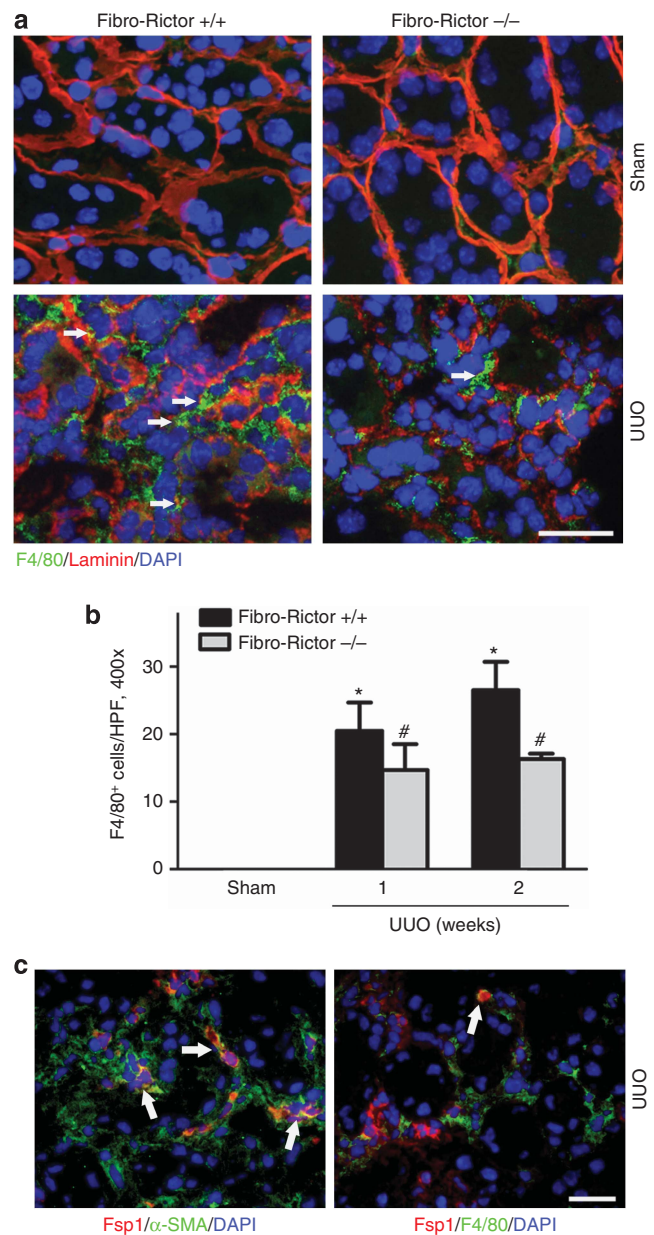 a
Fibro-Rictor +/+
Fibro-Rictor –/–
Sham
UUO
F4/80/Laminin/DAPI
b
Fibro-Rictor +/+
Fibro-Rictor –/–
F4/80⁺ cells/HPF, 400x
30
20
10
0
*
#
*
#
Sham
1
2
UUO (weeks)
c
UUO
Fsp1/α-SMA/DAPI
Fsp1/F4/80/DAPI